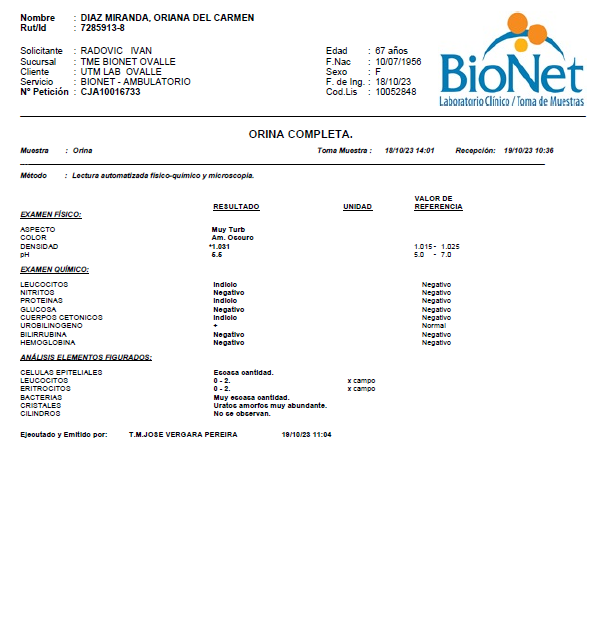 Nombre : DIAZ MIRANDA, ORIANA DEL CARMEN
Rut/Id : 7285913-8
Solicitante : RADOVIC IVAN
Sucursal : TME BIONET OVALLE
Cliente : UTM LAB OVALLE
Servicio : BIONET - AMBULATORIO
N° Petición : CJA10016733
Edad : 67 años
F.Nac : 10/07/1956
Sexo : F
F. de Ing. : 18/10/23
Cod.Lis : 10052848
BioNet
Laboratorio Clínico / Toma de Muestras
ORINA COMPLETA.
Muestra : Orina Toma Muestra : 18/10/23 14:01 Recepción: 19/10/23 10:36
Método : Lectura automatizada físico-químico y microscopía.
RESULTADO UNIDAD VALOR DE REFERENCIA
EXAMEN FÍSICO:
ASPECTO Muy Turb
COLOR Am. Oscuro
DENSIDAD *1.031 1.015 - 1.025
pH 5.5 5.0 - 7.0
EXAMEN QUÍMICO:
LEUCOCITOS Indicio Negativo
NITRITOS Negativo Negativo
PROTEINAS Indicio Negativo
GLUCOSA Negativo Negativo
CUERPOS CETONICOS Indicio Negativo
UROBILINOGENO + Normal
BILIRRUBINA Negativo Negativo
HEMOGLOBINA Negativo Negativo
ANÁLISIS ELEMENTOS FIGURADOS:
CELULAS EPITELIALES Escasa cantidad.
LEUCOCITOS 0 - 2. x campo
ERITROCITOS 0 - 2. x campo
BACTERIAS Muy escasa cantidad.
CRISTALES Uratos amorfos muy abundante.
CILINDROS No se observan.
Ejecutado y Emitido por: T.M.JOSE VERGARA PEREIRA 19/10/23 11:04